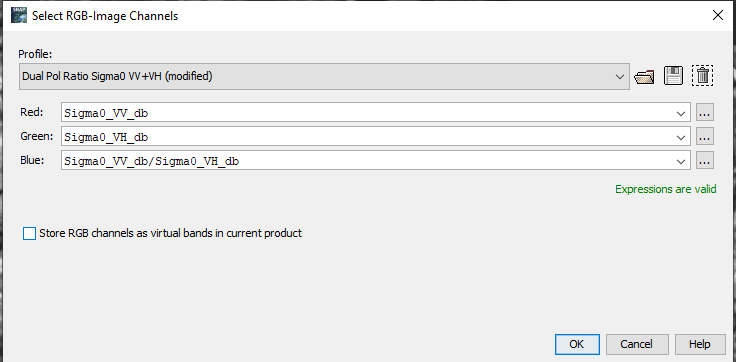 SNAP
Select RGB-Image Channels
Profile:
Dual Pol Ratio Sigma0 VV+VH (modified)
Red: Sigma0_VV_db ...
Green: Sigma0_VH_db ...
Blue: Sigma0_VV_db/Sigma0_VH_db ...
Expressions are valid
Store RGB channels as virtual bands in current product
OK Cancel Help